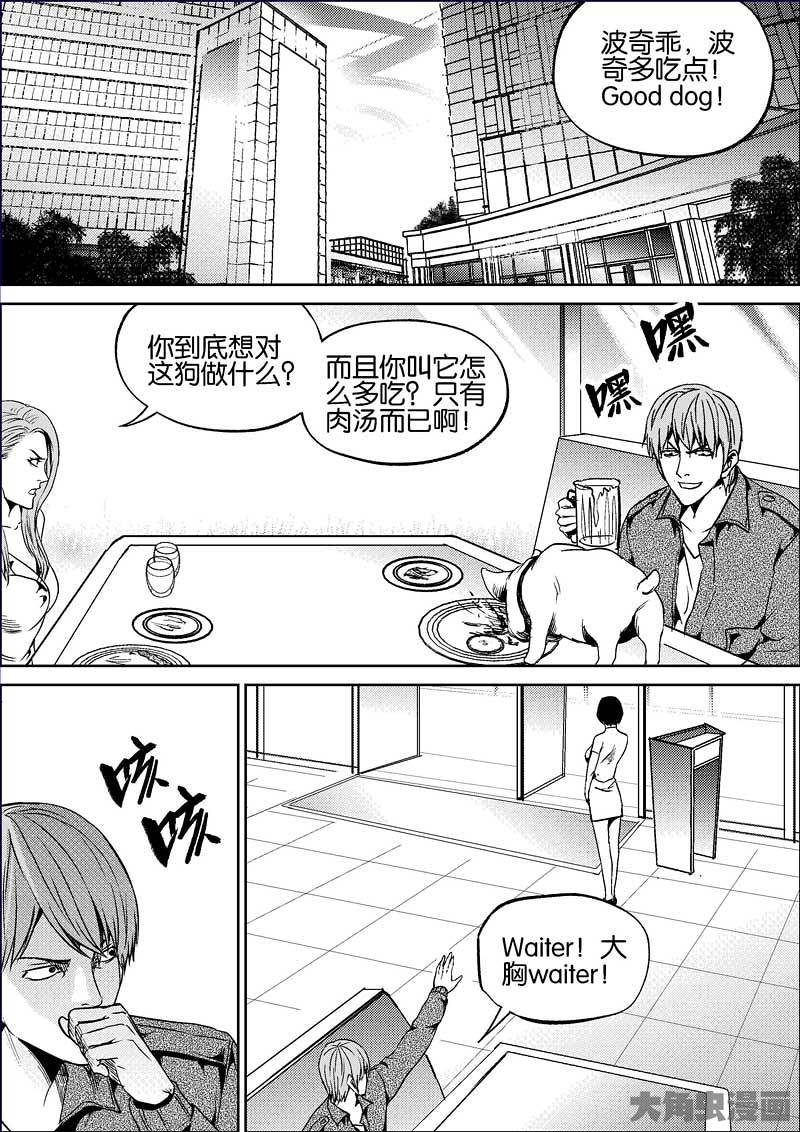 波奇乖，波
奇多吃点！
Good dog！
你到底想对
这狗做什么？
而且你叫它怎
么多吃？只有
肉汤而已啊！
嘿
嘿
咳
咳
Waiter！大
胸waiter！
大角虫漫画